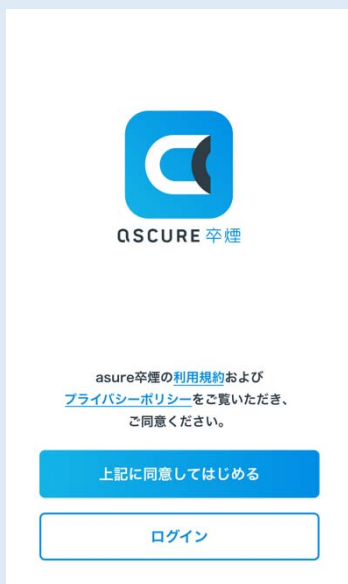 ascure 卒煙
asure卒煙の利用規約および
プライバシーポリシーをご覧いただき、
ご同意ください。
上記に同意してはじめる
ログイン